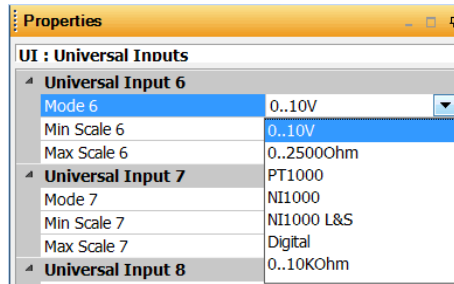 Properties
UI : Universal Inputs
Universal Input 6
Mode 6 0..10V
Min Scale 6 0..10V
Max Scale 6 0..2500Ohm
Universal Input 7 PT1000
Mode 7 NI1000
Min Scale 7 NI1000 L&S
Max Scale 7 Digital
Universal Input 8 0..10KOhm